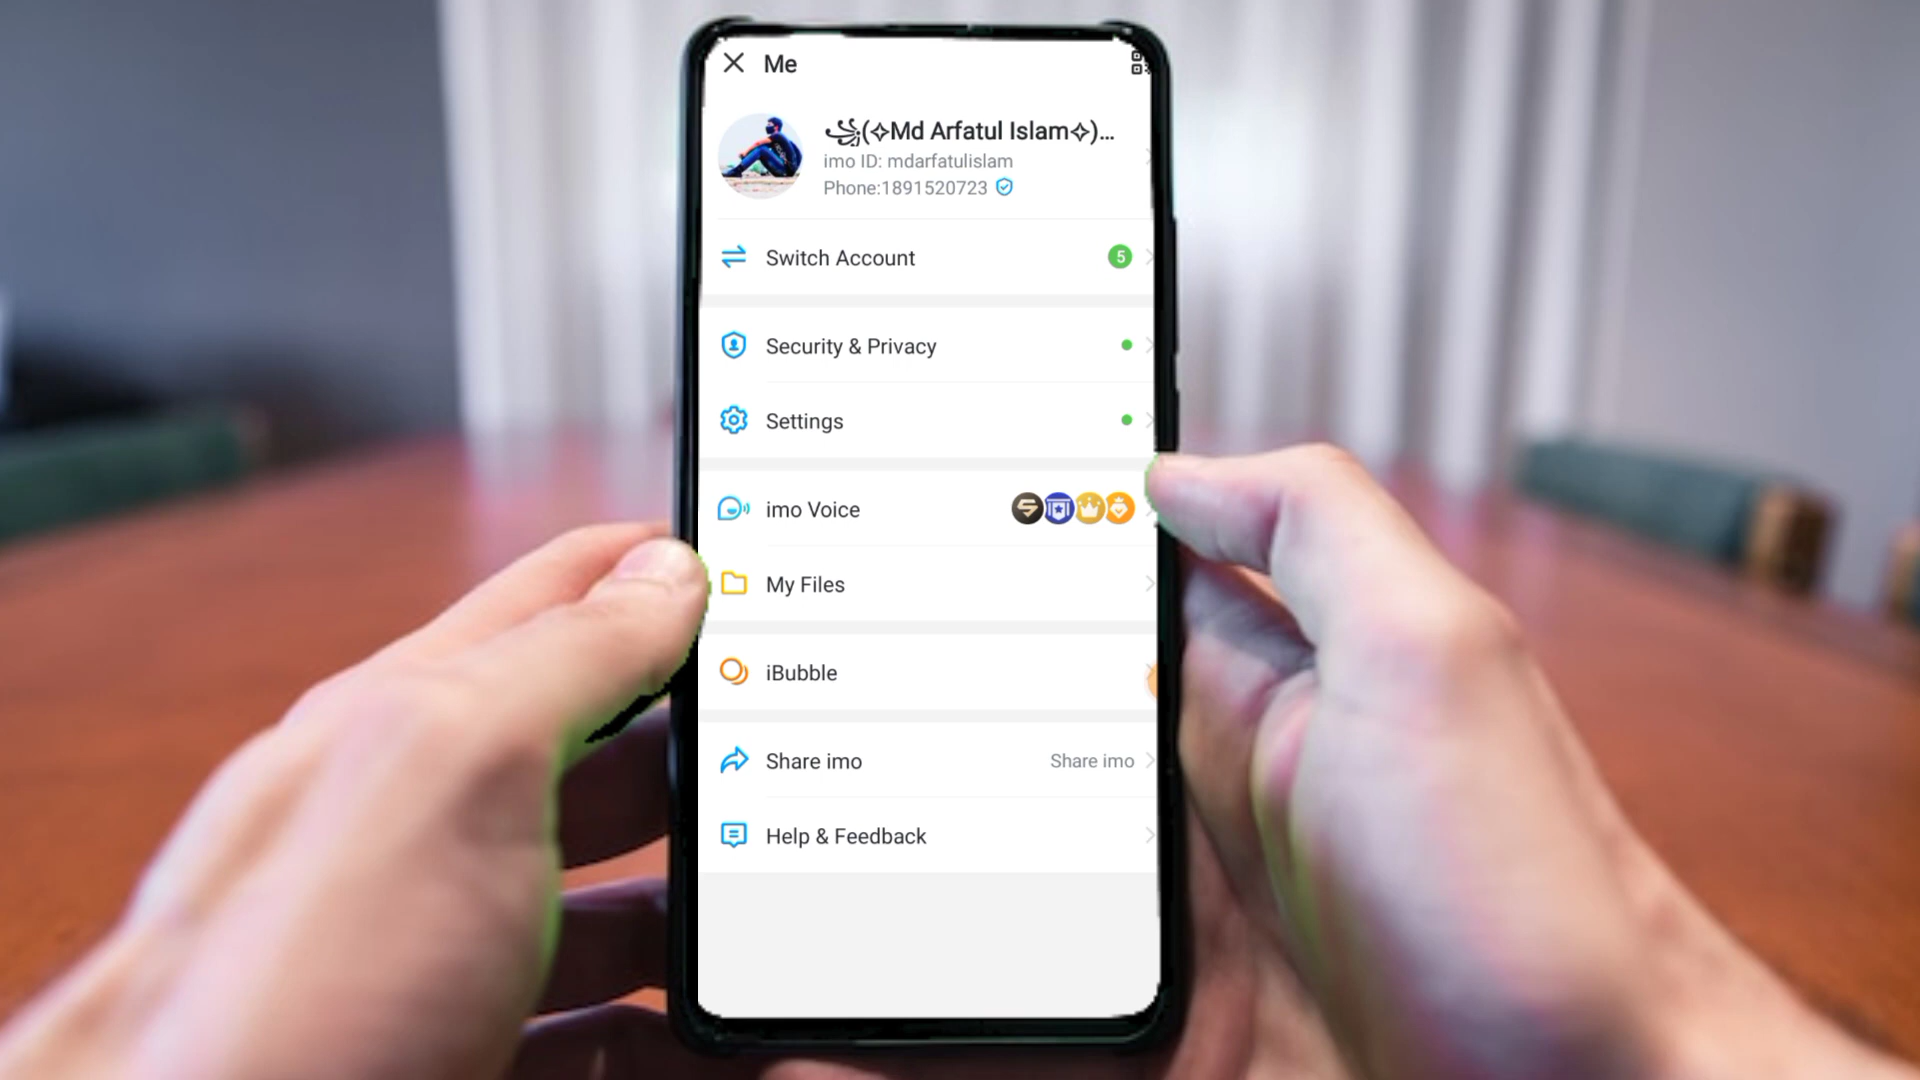 Me
꧁(✧Md Arfatul Islam✧)...
imo ID: mdarfatulislam
Phone:1891520723
Switch Account 5
Security & Privacy
Settings
imo Voice
My Files
iBubble
Share imo Share imo
Help & Feedback